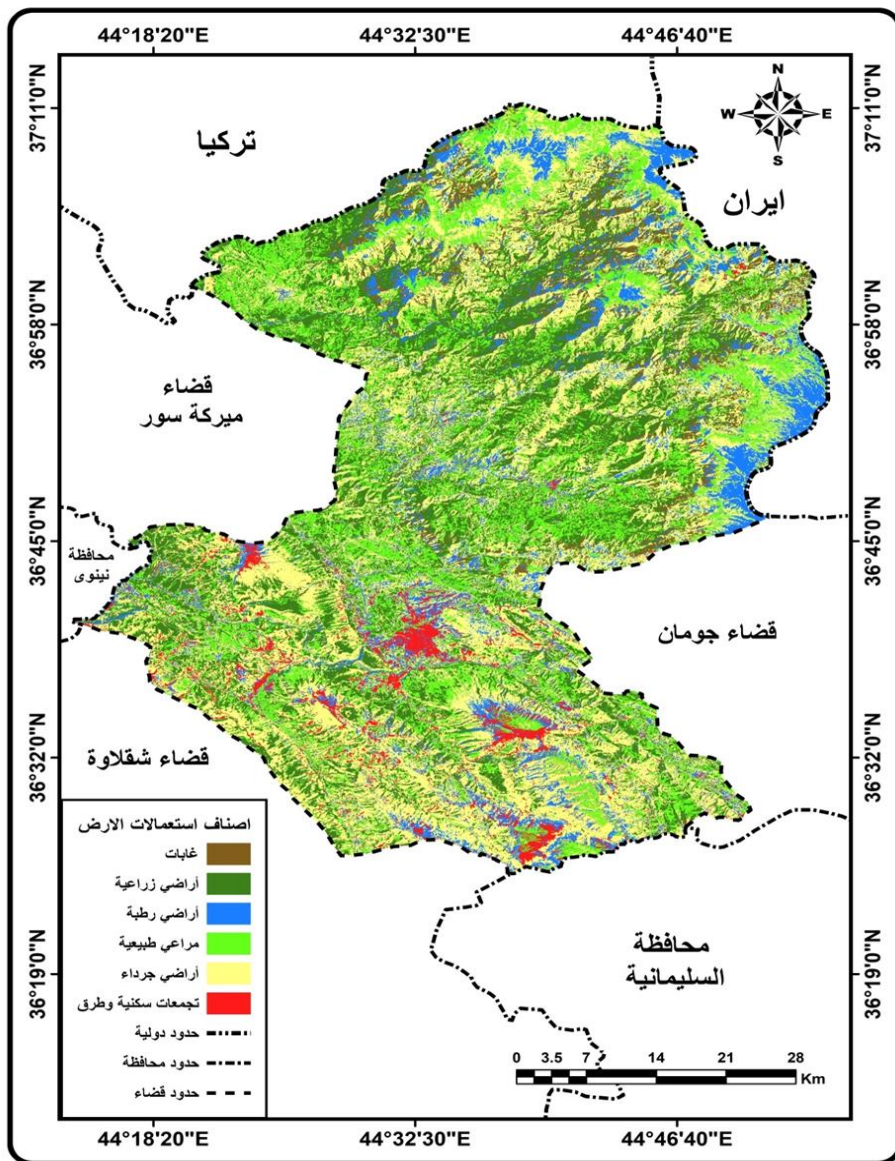 44°18'20"E 44°32'30"E 44°46'40"E
37°11'0"N
37°11'0"N
N
W E
S
تركيا
ايران
36°58'0"N
36°58'0"N
قضاء
ميركة سور
36°45'0"N
36°45'0"N
محافظة
نينوى
قضاء جومان
36°32'0"N
36°32'0"N
قضاء شقلاوة
اصناف استعمالات الارض
غابات
أراضي زراعية
أراضي رطبة
مراعي طبيعية
أراضي جرداء
تجمعات سكنية وطرق
حدود دولية
حدود محافظة
حدود قضاء
محافظة
السليمانية
36°19'0"N
36°19'0"N
0 3.5 7 14 21 28
Km
44°18'20"E 44°32'30"E 44°46'40"E